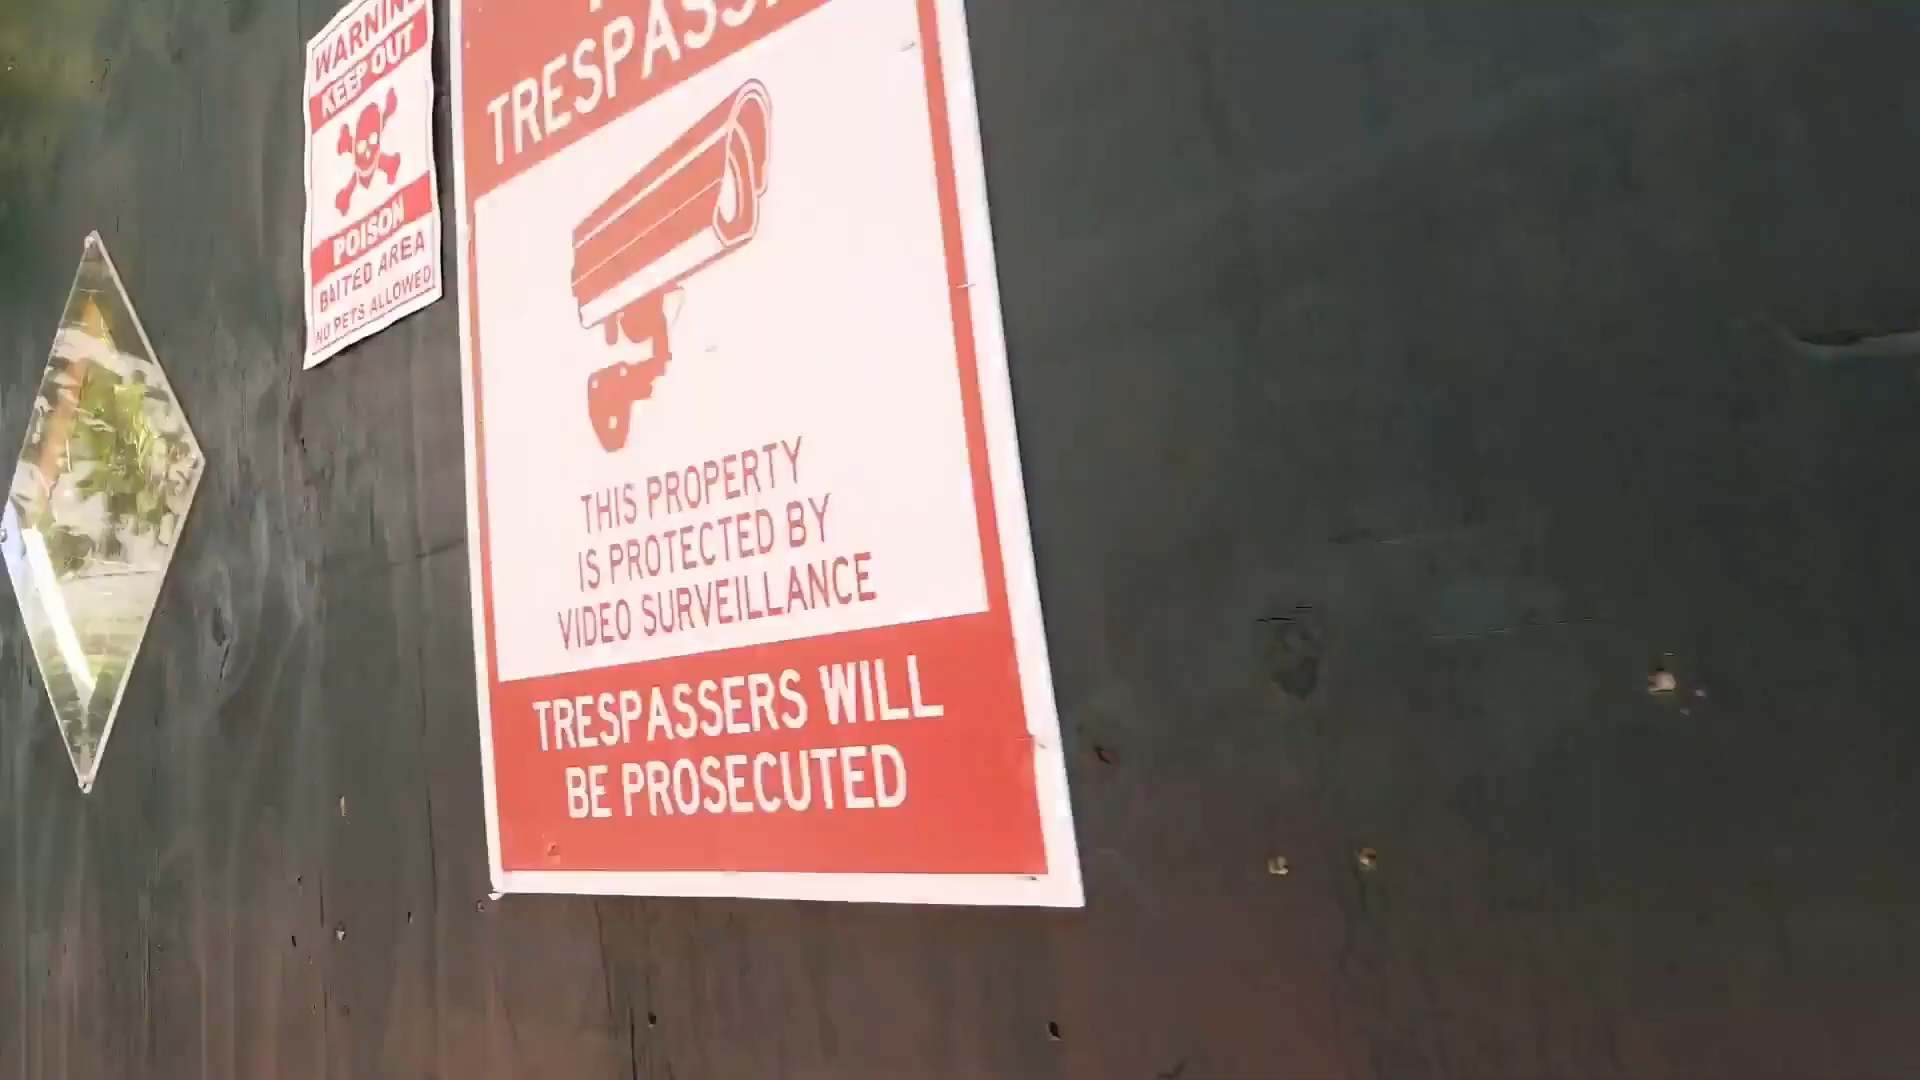 WARNING
KEEP OUT
POISON
BAITED AREA
NO PETS ALLOWED
THIS PROPERTY
IS PROTECTED BY
VIDEO SURVEILLANCE
TRESPASSERS WILL
BE PROSECUTED